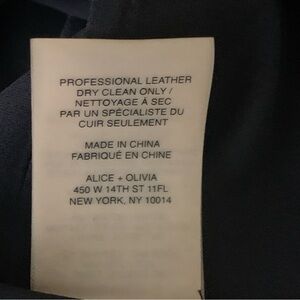 PROFESSIONAL LEATHER
DRY CLEAN ONLY /
NETTOYAGE À SEC
PAR UN SPÉCIALISTE DU
CUIR SEULEMENT
MADE IN CHINA
FABRIQUÉ EN CHINE
ALICE + OLIVIA
450 W 14TH ST 11FL
NEW YORK, NY 10014